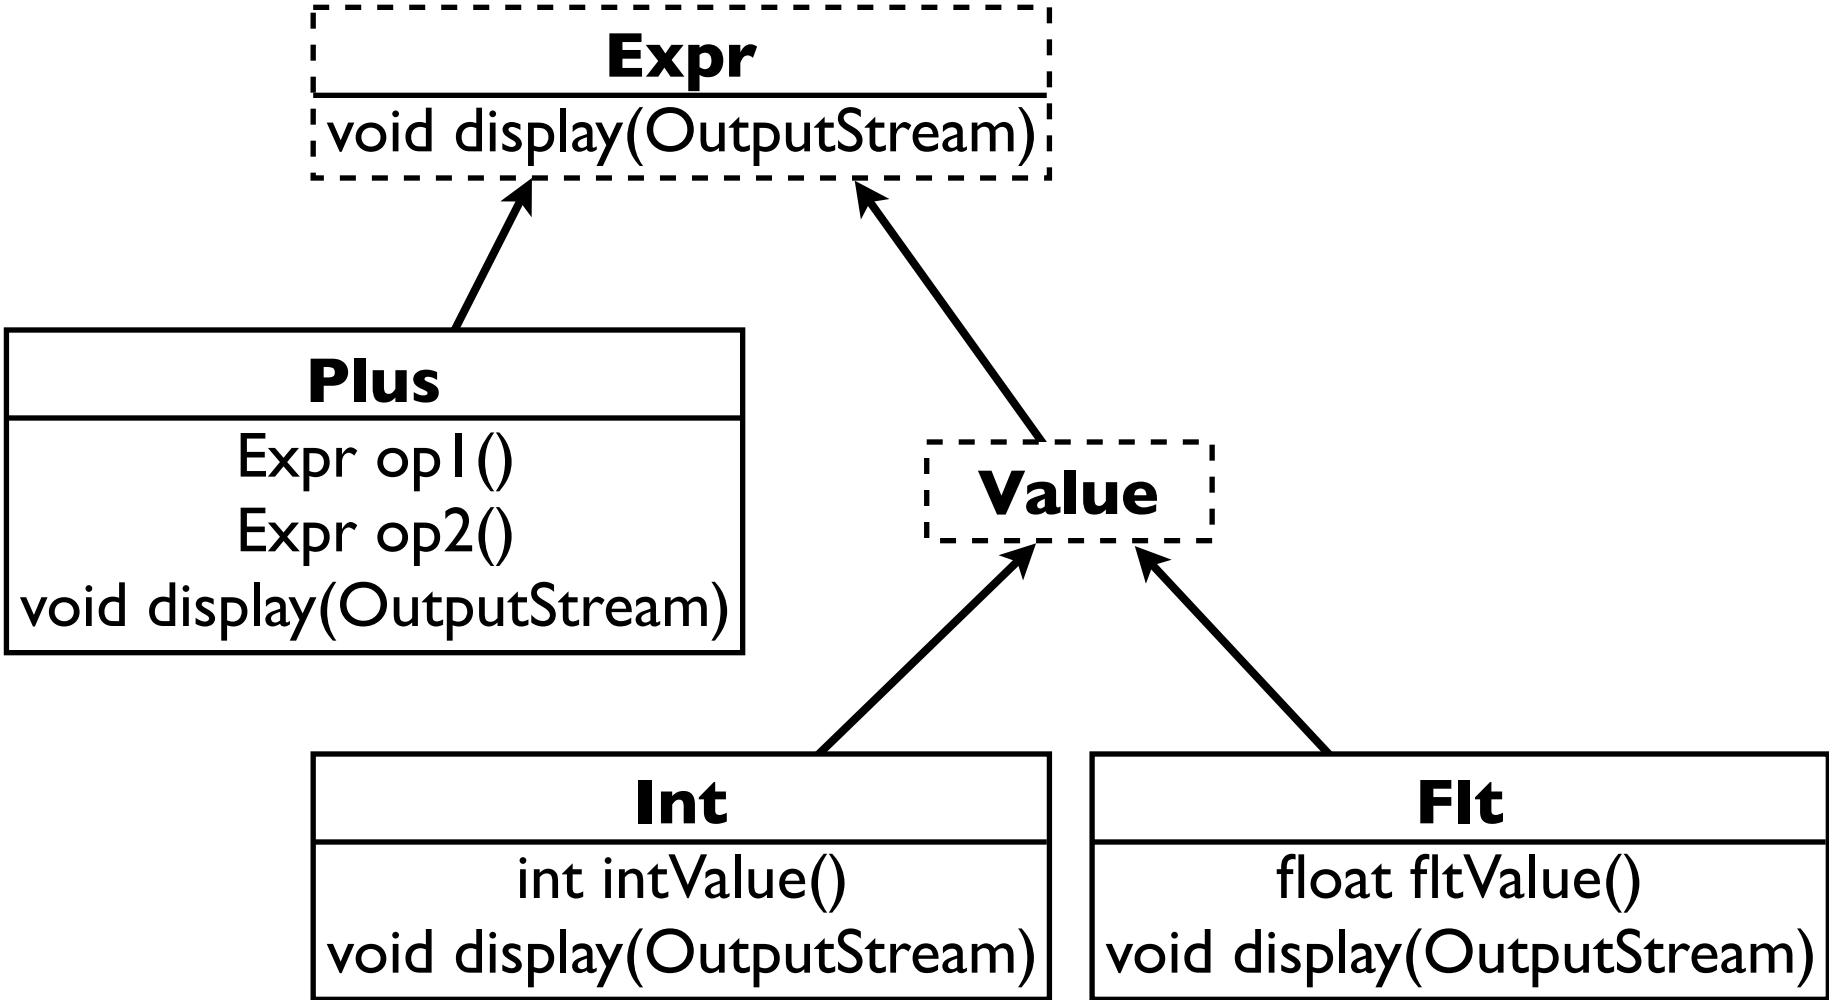 Expr
void display(OutputStream)
Plus
Expr op1()
Expr op2()
void display(OutputStream)
Value
Int
int intValue()
void display(OutputStream)
Flt
float fltValue()
void display(OutputStream)